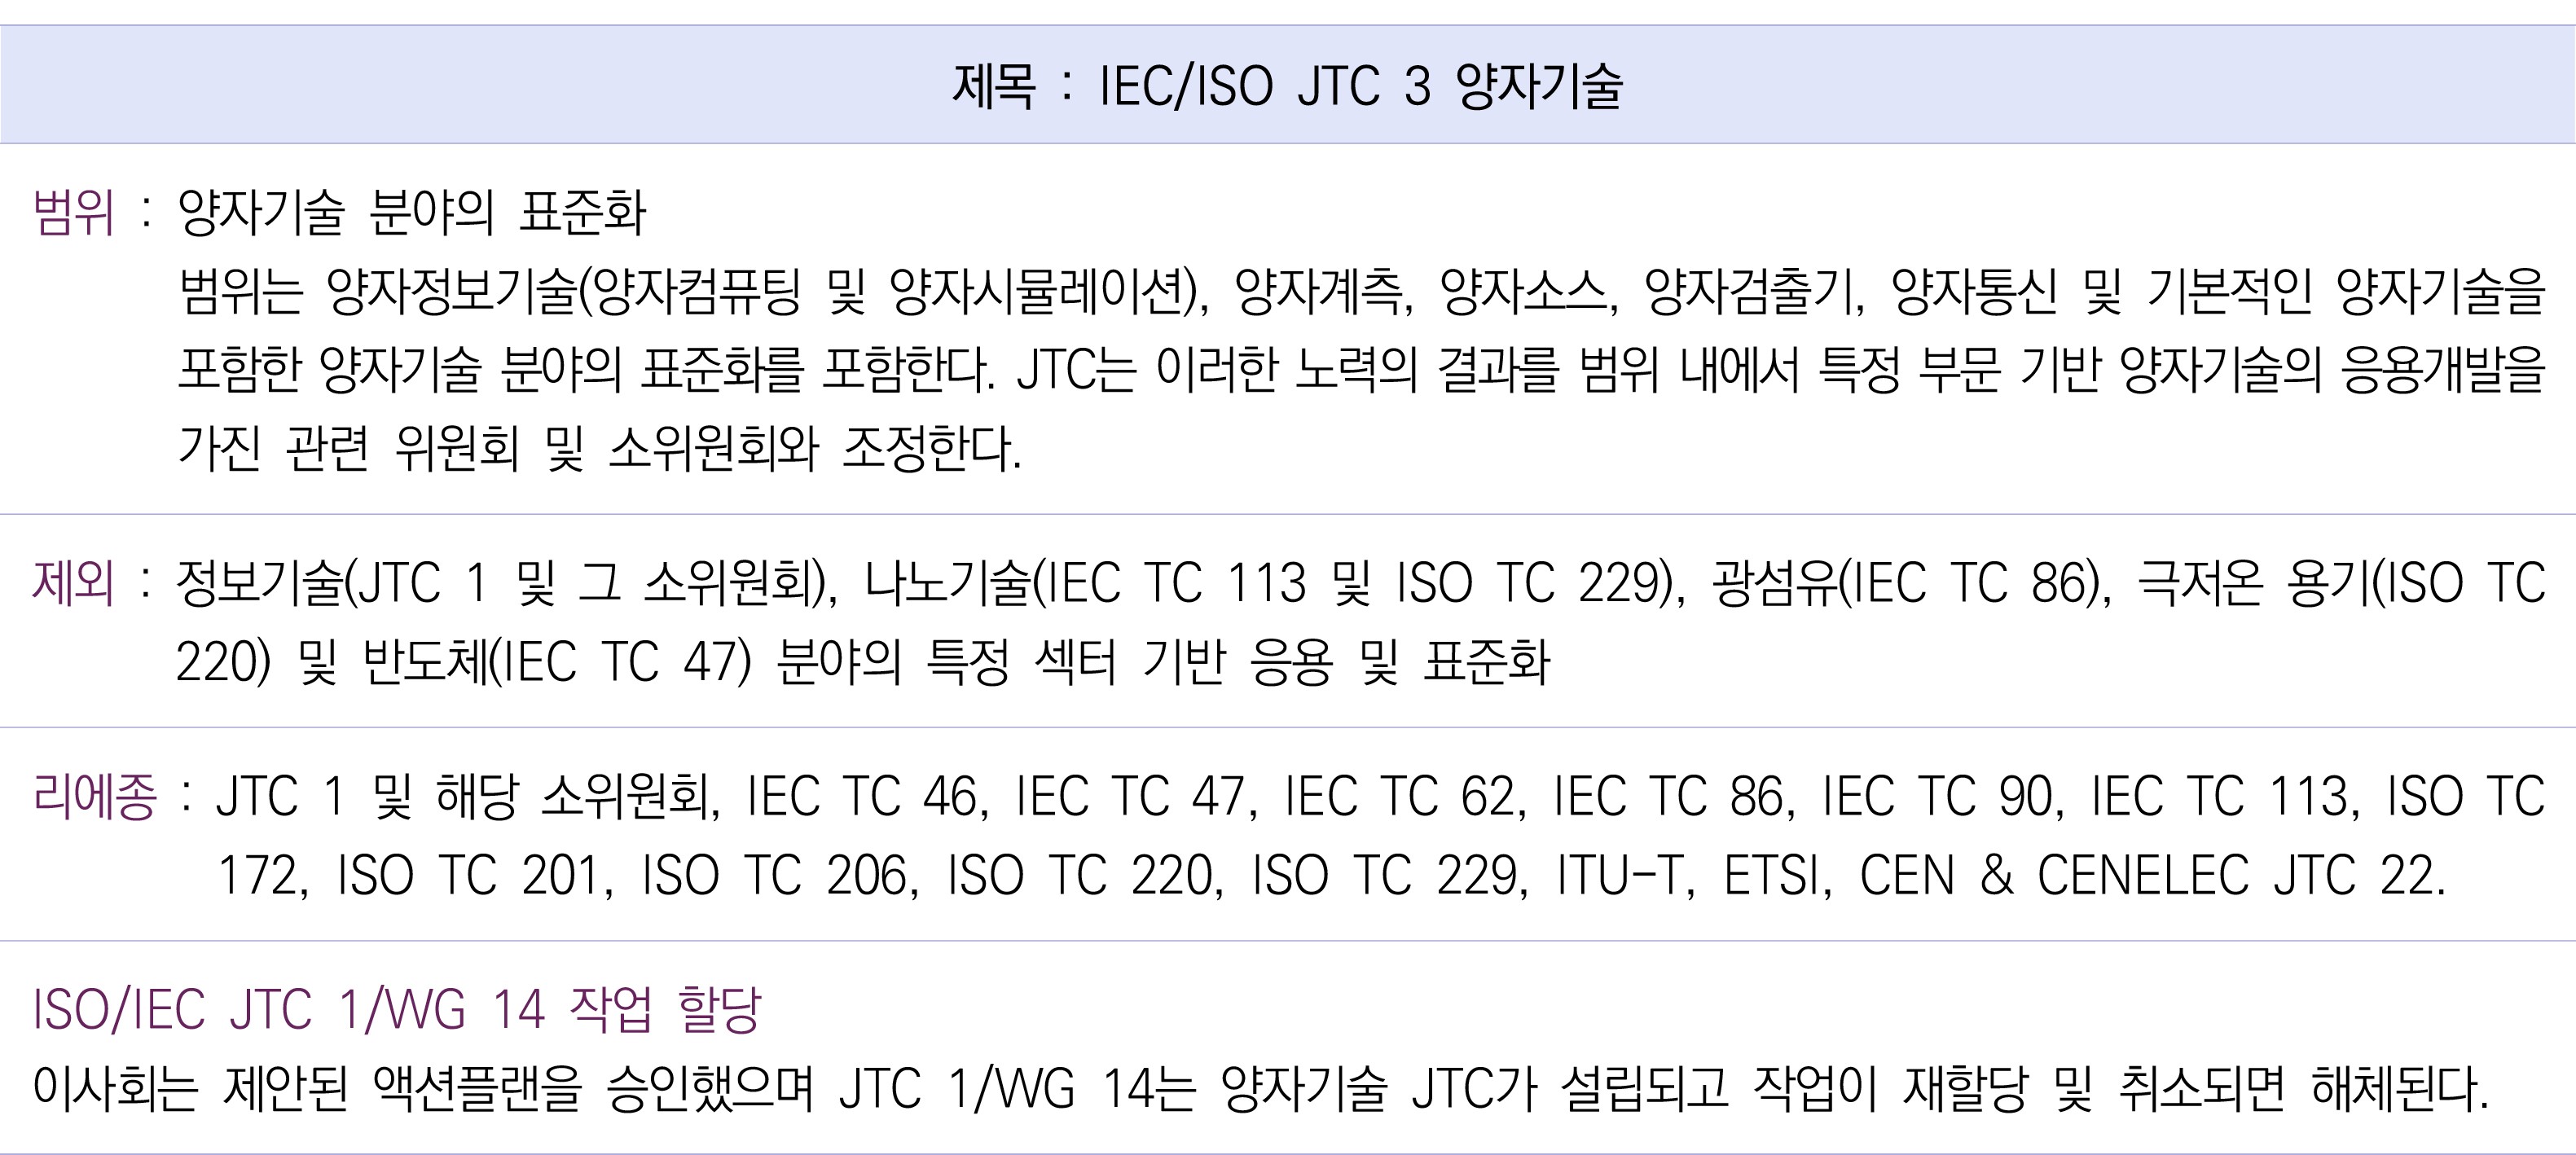 제목 : IEC/ISO JTC 3 양자기술
범위 : 양자기술 분야의 표준화
범위는 양자정보기술(양자컴퓨팅 및 양자시뮬레이션), 양자계측, 양자소스, 양자검출기, 양자통신 및 기본적인 양자기술을
포함한 양자기술 분야의 표준화를 포함한다. JTC는 이러한 노력의 결과를 범위 내에서 특정 부문 기반 양자기술의 응용개발을
가진 관련 위원회 및 소위원회와 조정한다.
제외 : 정보기술(JTC 1 및 그 소위원회), 나노기술(IEC TC 113 및 ISO TC 229), 광섬유(IEC TC 86), 극저온 용기(ISO TC
220) 및 반도체(IEC TC 47) 분야의 특정 섹터 기반 응용 및 표준화
리에종 : JTC 1 및 해당 소위원회, IEC TC 46, IEC TC 47, IEC TC 62, IEC TC 86, IEC TC 90, IEC TC 113, ISO TC
172, ISO TC 201, ISO TC 206, ISO TC 220, ISO TC 229, ITU-T, ETSI, CEN & CENELEC JTC 22.
ISO/IEC JTC 1/WG 14 작업 할당
이사회는 제안된 액션플랜을 승인했으며 JTC 1/WG 14는 양자기술 JTC가 설립되고 작업이 재할당 및 취소되면 해체된다.